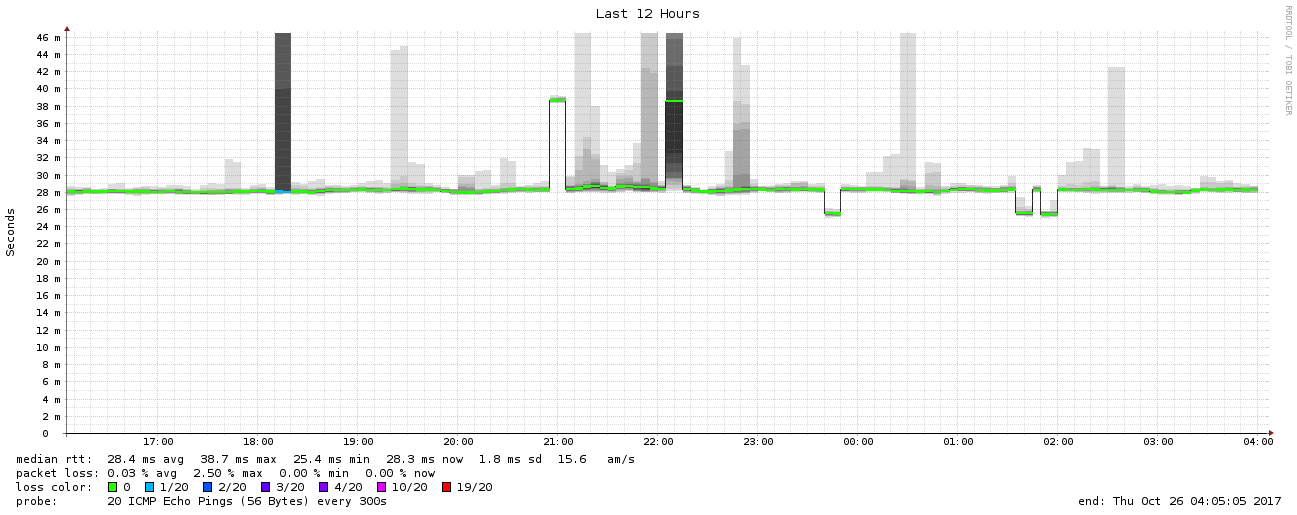 Last 12 Hours
RRDTOOL / TOBI OETIKER
Seconds
46 m
44 m
42 m
40 m
38 m
36 m
34 m
32 m
30 m
28 m
26 m
24 m
22 m
20 m
18 m
16 m
14 m
12 m
10 m
8 m
6 m
4 m
2 m
0
17:00 18:00 19:00 20:00 21:00 22:00 23:00 00:00 01:00 02:00 03:00 04:00
median rtt: 28.4 ms avg 38.7 ms max 25.4 ms min 28.3 ms now 1.8 ms sd 15.6 am/s
packet loss: 0.03 % avg 2.50 % max 0.00 % min 0.00 % now
loss color: 0 1/20 2/20 3/20 4/20 10/20 19/20
probe: 20 ICMP Echo Pings (56 Bytes) every 300s end: Thu Oct 26 04:05:05 2017